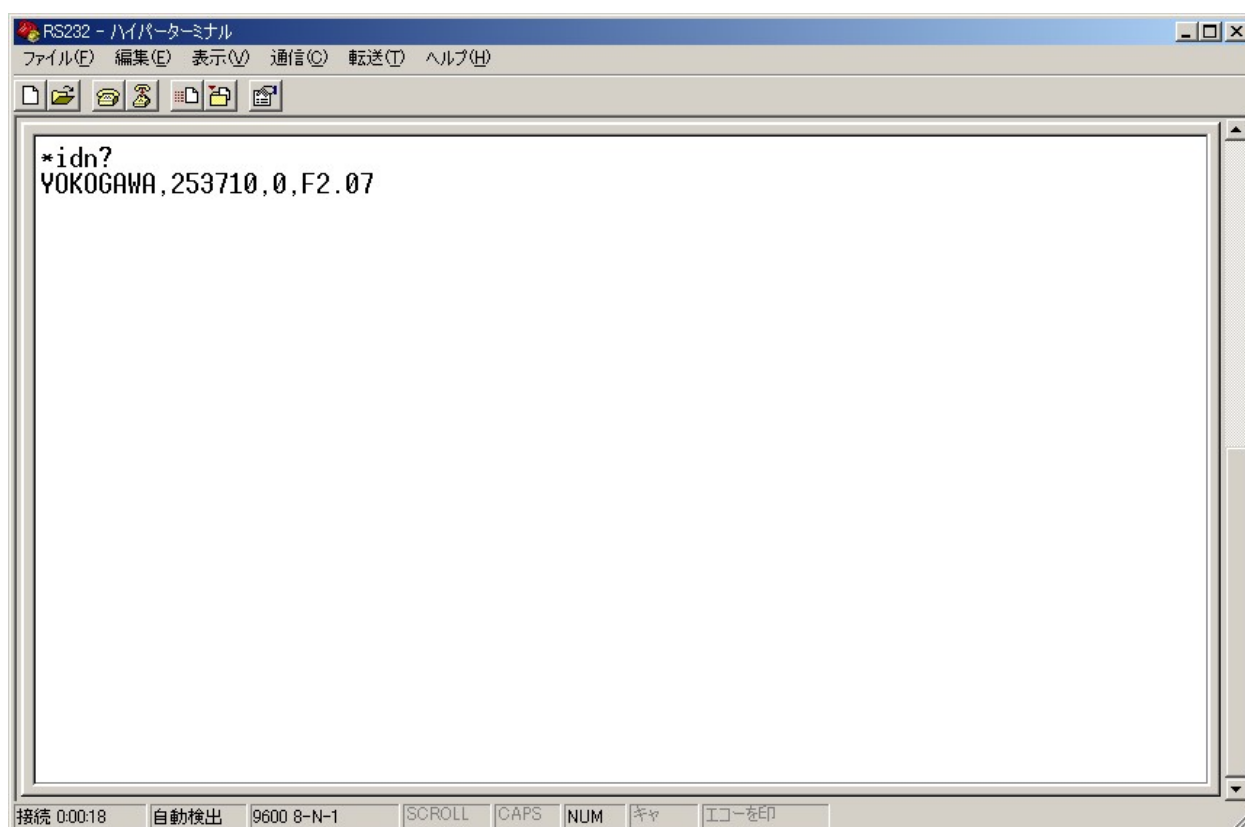 RS232 - ハイパーターミナル
ファイル(F) 編集(E) 表示(V) 通信(C) 転送(T) ヘルプ(H)
*idn?
YOKOGAWA,253710,0,F2.07
接続 0:00:18 自動検出 9600 8-N-1 SCROLL CAPS NUM キャ エコーを印